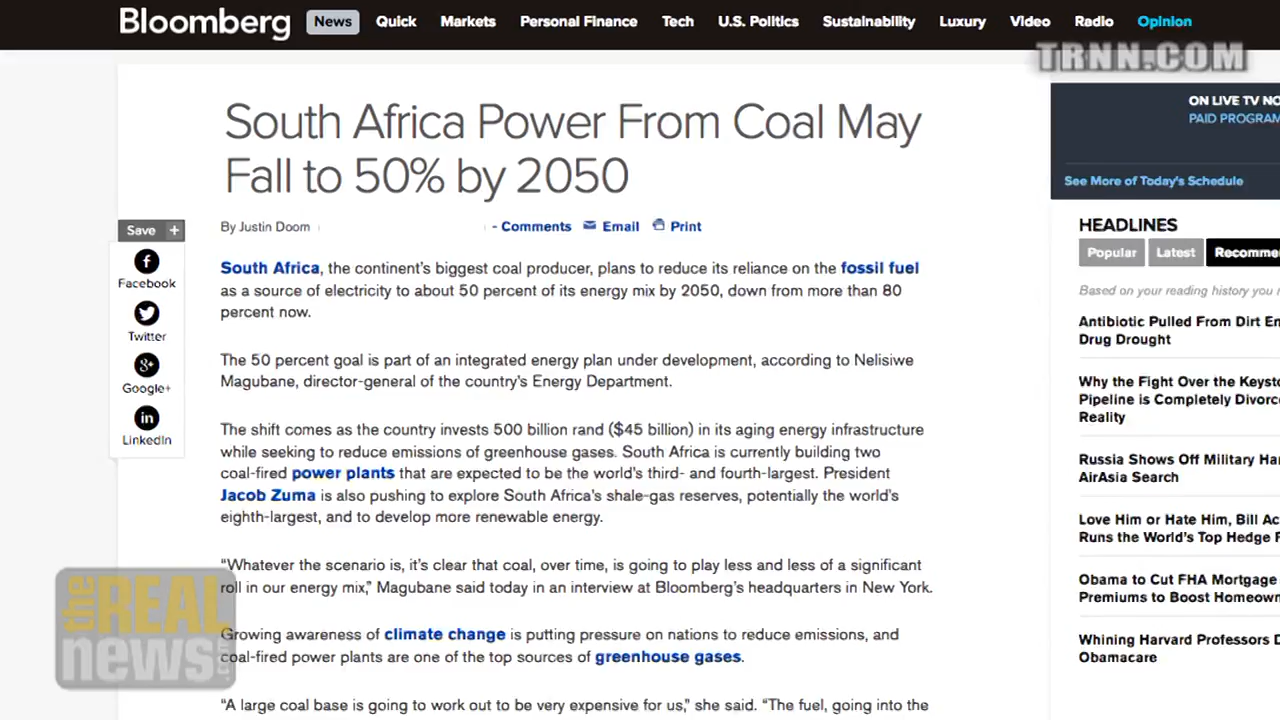 Bloomberg News Quick Markets Personal Finance Tech U.S. Politics Sustainability Luxury Video Radio Opinion
TRNN.COM
ON LIVE TV
PAID PROGRAM
See More of Today's Schedule
South Africa Power From Coal May
Fall to 50% by 2050
By Justin Doom - Comments Email Print
Save +
Facebook
Twitter
Google+
LinkedIn
South Africa, the continent's biggest coal producer, plans to reduce its reliance on the fossil fuel
as a source of electricity to about 50 percent of its energy mix by 2050, down from more than 80
percent now.
The 50 percent goal is part of an integrated energy plan under development, according to Nelisiwe
Magubane, director-general of the country's Energy Department.
The shift comes as the country invests 500 billion rand ($45 billion) in its aging energy infrastructure
while seeking to reduce emissions of greenhouse gases. South Africa is currently building two
coal-fired power plants that are expected to be the world's third- and fourth-largest. President
Jacob Zuma is also pushing to explore South Africa's shale-gas reserves, potentially the world's
eighth-largest, and to develop more renewable energy.
"Whatever the scenario is, it's clear that coal, over time, is going to play less and less of a significant
roll in our energy mix," Magubane said today in an interview at Bloomberg's headquarters in New York.
Growing awareness of climate change is putting pressure on nations to reduce emissions, and
coal-fired power plants are one of the top sources of greenhouse gases.
"A large coal base is going to work out to be very expensive for us," she said. "The fuel, going into the
HEADLINES
Popular Latest Recomme
Based on your reading history you
Antibiotic Pulled From Dirt
Drug Drought
Why the Fight Over the
Pipeline is Completely
Reality
Russia Shows Off Military
AirAsia Search
Love Him or Hate Him, Bill
Runs the World's Top Hedge
Obama to Cut FHA Mortgage
Premiums to Boost
Whining Harvard Professors
Obamacare
the REAL
news.com